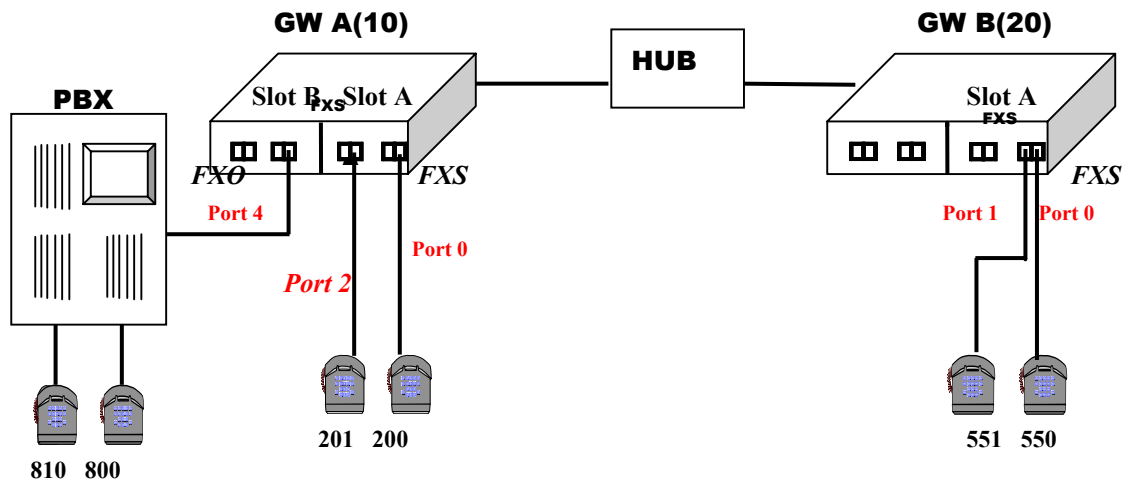 GW A(10)
GW B(20)
HUB
PBX
Slot B
FXS
Slot A
Slot A
FXS
FXO
FXS
FXS
Port 4
Port 0
Port 2
Port 1
Port 0
201
200
551
550
810
800